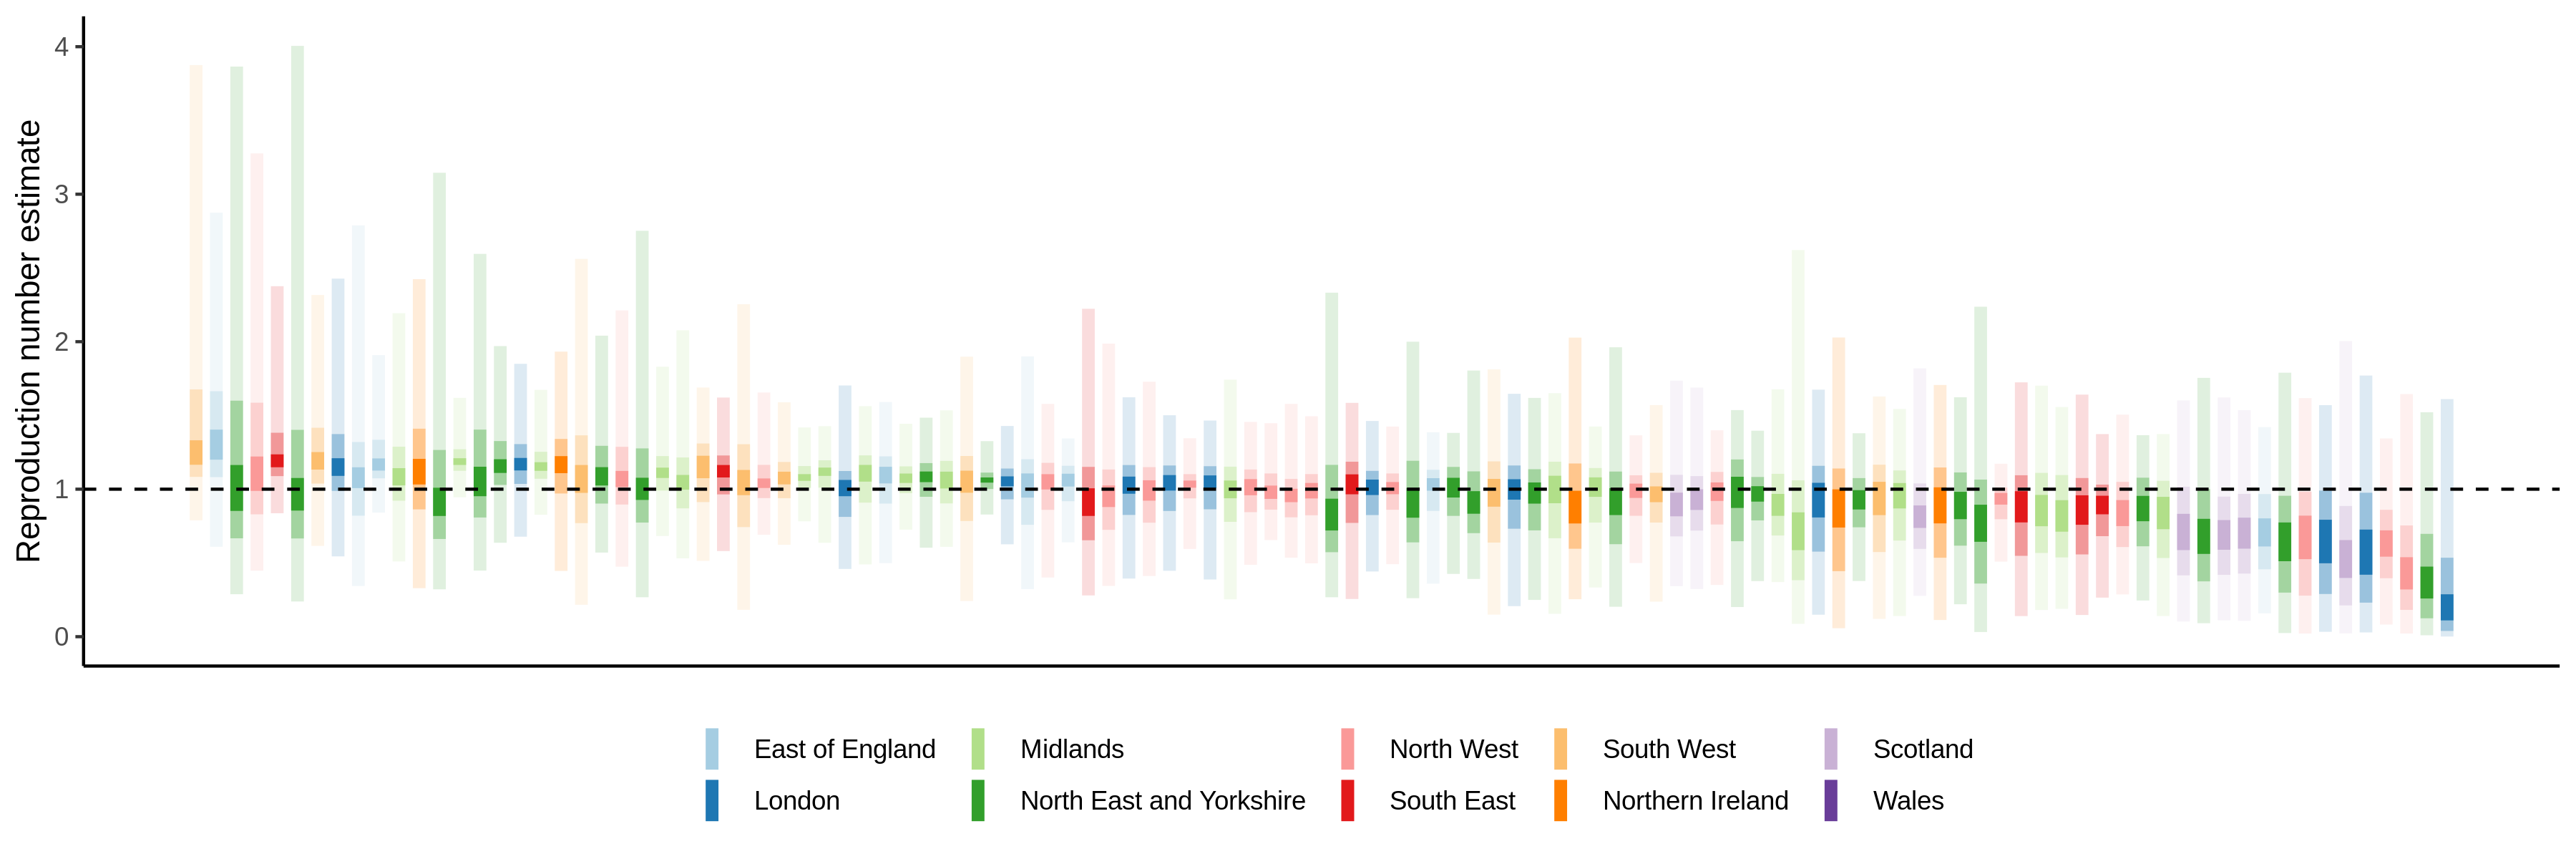 Reproduction number estimate
4
3
2
1
0
East of England Midlands North West South West Scotland
London North East and Yorkshire South East Northern Ireland Wales